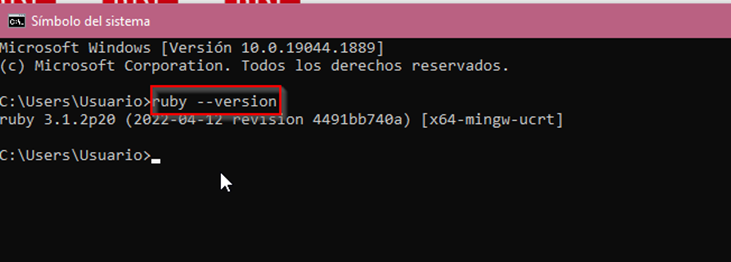 Símbolo del sistema
Microsoft Windows [Versión 10.0.19044.1889]
(c) Microsoft Corporation. Todos los derechos reservados.
C:\Users\Usuario>ruby --version
ruby 3.1.2p20 (2022-04-12 revision 4491bb740a) [x64-mingw-ucrt]
C:\Users\Usuario>